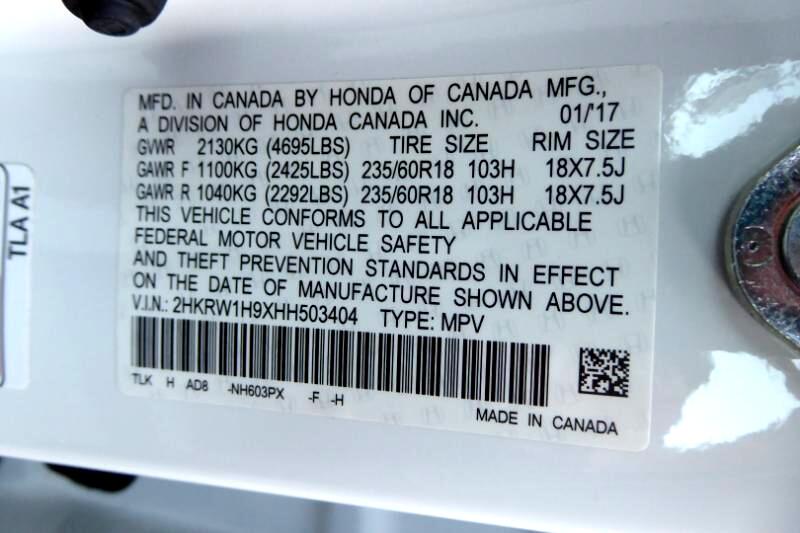 MFD. IN CANADA BY HONDA OF CANADA MFG.,
A DIVISION OF HONDA CANADA INC. 01/'17
GVWR 2130KG (4695LBS) TIRE SIZE RIM SIZE
GAWR F 1100KG (2425LBS) 235/60R18 103H 18X7.5J
GAWR R 1040KG (2292LBS) 235/60R18 103H 18X7.5J
THIS VEHICLE CONFORMS TO ALL APPLICABLE
FEDERAL MOTOR VEHICLE SAFETY
AND THEFT PREVENTION STANDARDS IN EFFECT
ON THE DATE OF MANUFACTURE SHOWN ABOVE.
V.I.N.: 2HKRW1H9XHH503404 TYPE: MPV
TLK H AD8 -NH603PX -F -H
MADE IN CANADA
TLA A1